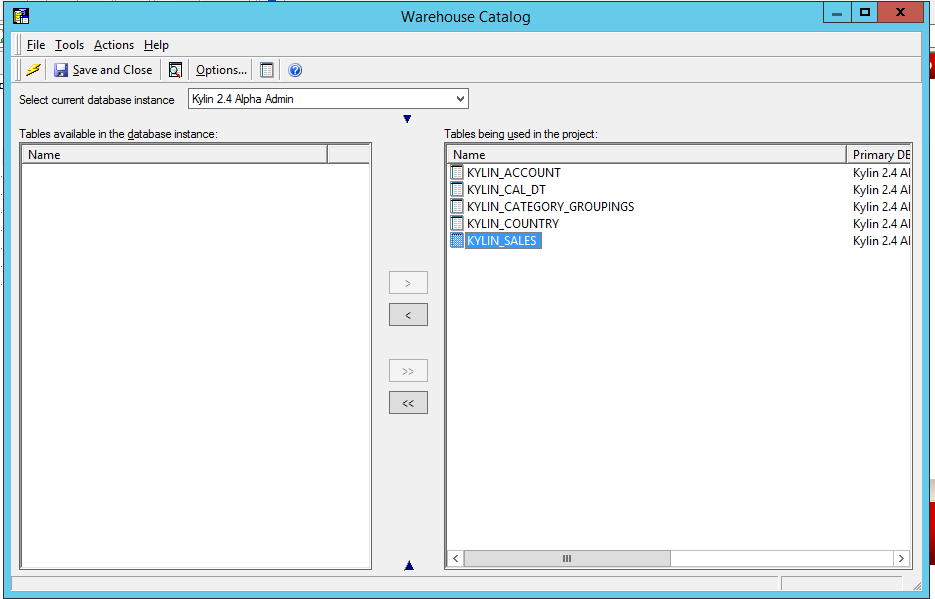 Warehouse Catalog
File Tools Actions Help
Save and Close Options...
Select current database instance Kylin 2.4 Alpha Admin
Tables available in the database instance:
Name
> 
<
>>
<<
Tables being used in the project:
Name Primary DB
KYLIN_ACCOUNT Kylin 2.4 Al
KYLIN_CAL_DT Kylin 2.4 Al
KYLIN_CATEGORY_GROUPINGS Kylin 2.4 Al
KYLIN_COUNTRY Kylin 2.4 Al
KYLIN_SALES Kylin 2.4 Al